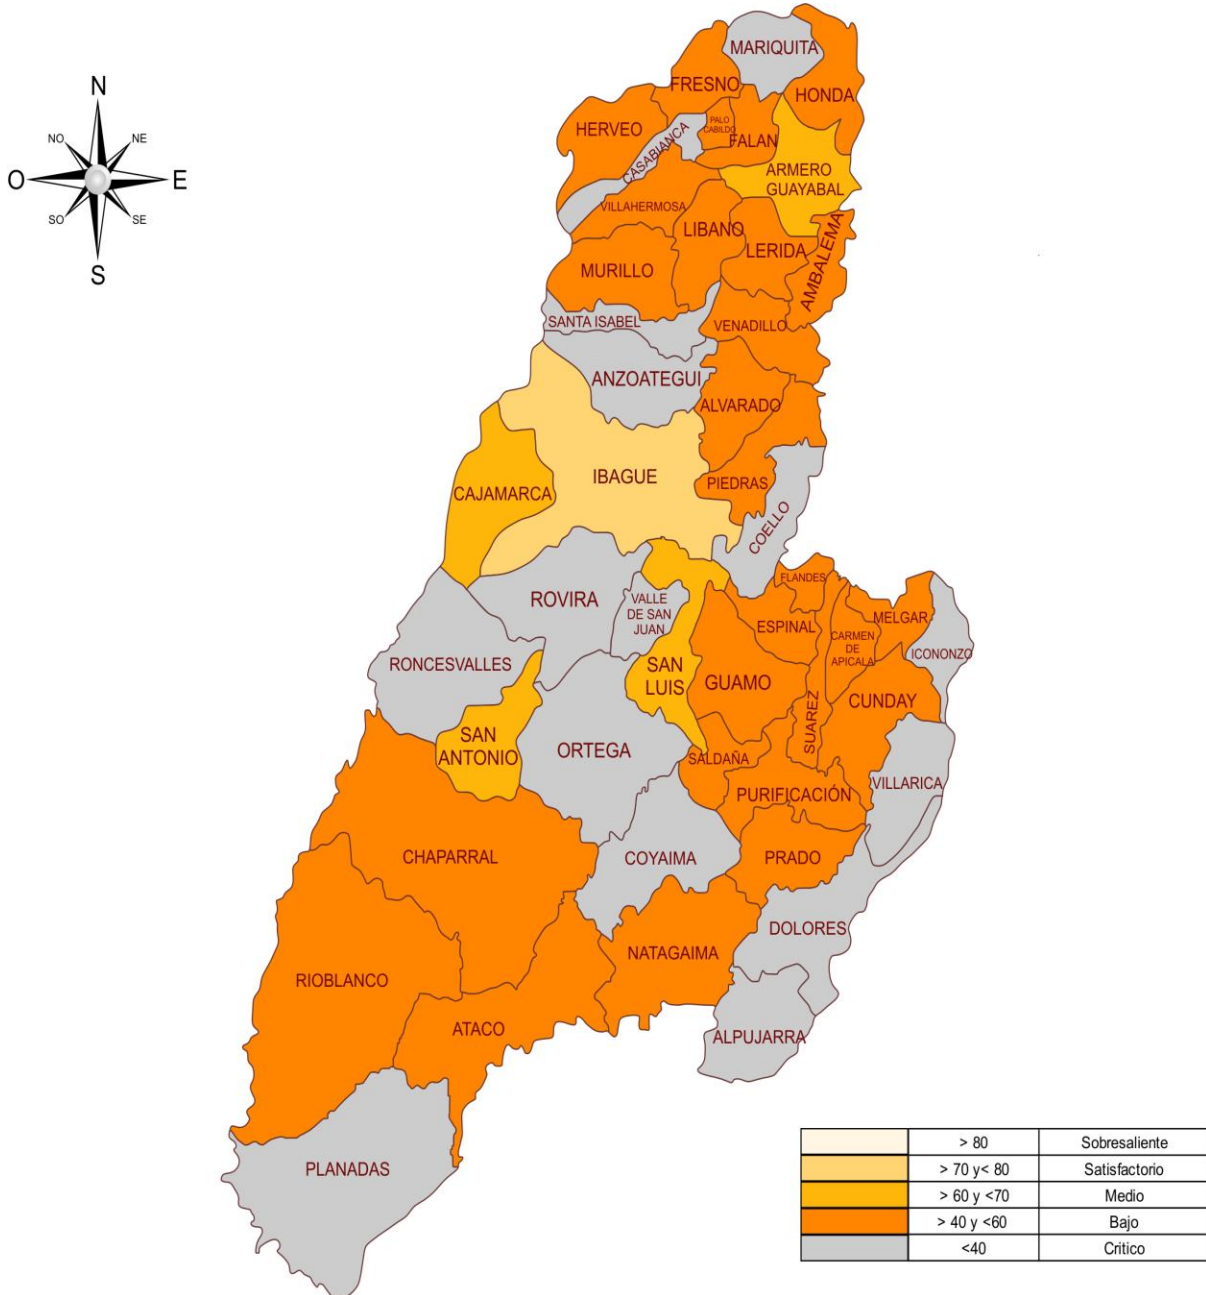 N
NO
NE
O
E
SO
SE
S
MARIQUITA
FRESNO
HONDA
HERVEO
PALO
CABILDO
FALAN
CASABIANCA
ARMERO
GUAYABAL
VILLAHERMOSA
LIBANO
LERIDA
AMBALEMA
MURILLO
SANTA ISABEL
VENADILLO
ANZOATEGUI
ALVARADO
IBAGUE
PIEDRAS
CAJAMARCA
COELLO
FLANDES
ROVIRA
VALLE
DE SAN
JUAN
ESPINAL
MELGAR
CARMEN
DE
APICALA
ICONONZO
RONCESVALLES
SAN
LUIS
GUAMO
CUNDAY
SUAREZ
SAN
ANTONIO
ORTEGA
SALDAÑA
VILLARICA
PURIFICACIÓN
CHAPARRAL
COYAIMA
PRADO
DOLORES
NATAGAIMA
RIOBLANCO
ATACO
ALPUJARRA
PLANADAS
> 80 Sobresaliente
> 70 y< 80 Satisfactorio
> 60 y <70 Medio
> 40 y <60 Bajo
<40 Critico